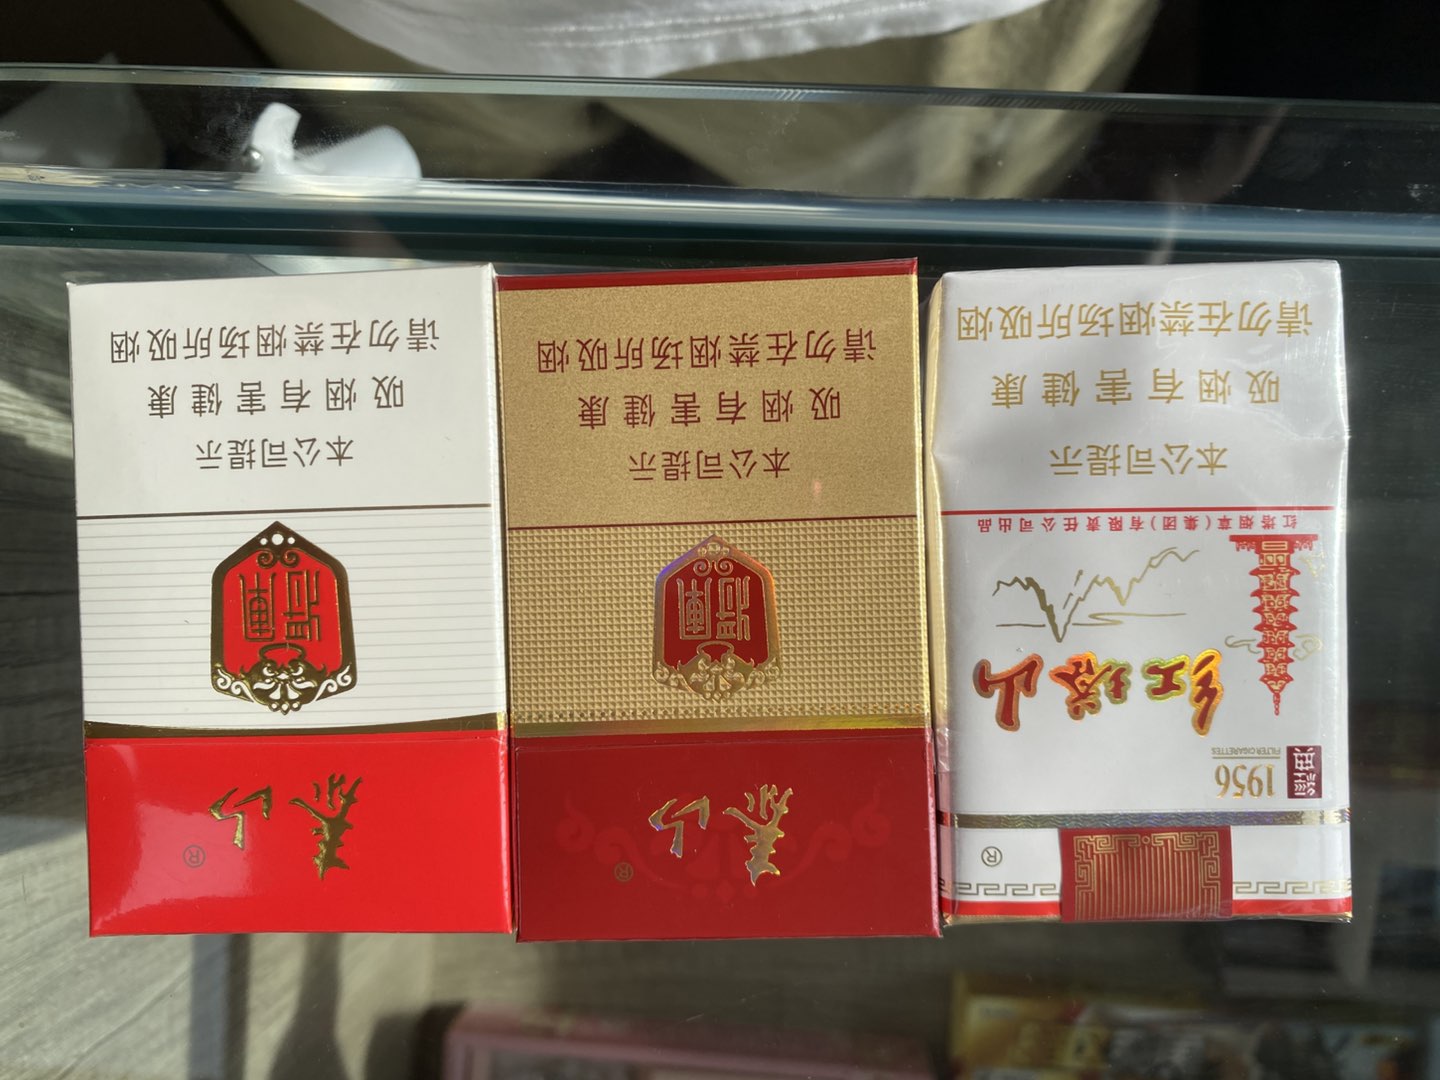 ®
經典
1956
FILTER CIGARETTES
红塔山
红塔烟草(集团)有限责任公司出品
本公司提示
吸烟有害健康
请勿在禁烟场所吸烟
泰山
®
本公司提示
吸烟有害健康
请勿在禁烟场所吸烟
泰山
®
本公司提示
吸烟有害健康
请勿在禁烟场所吸烟